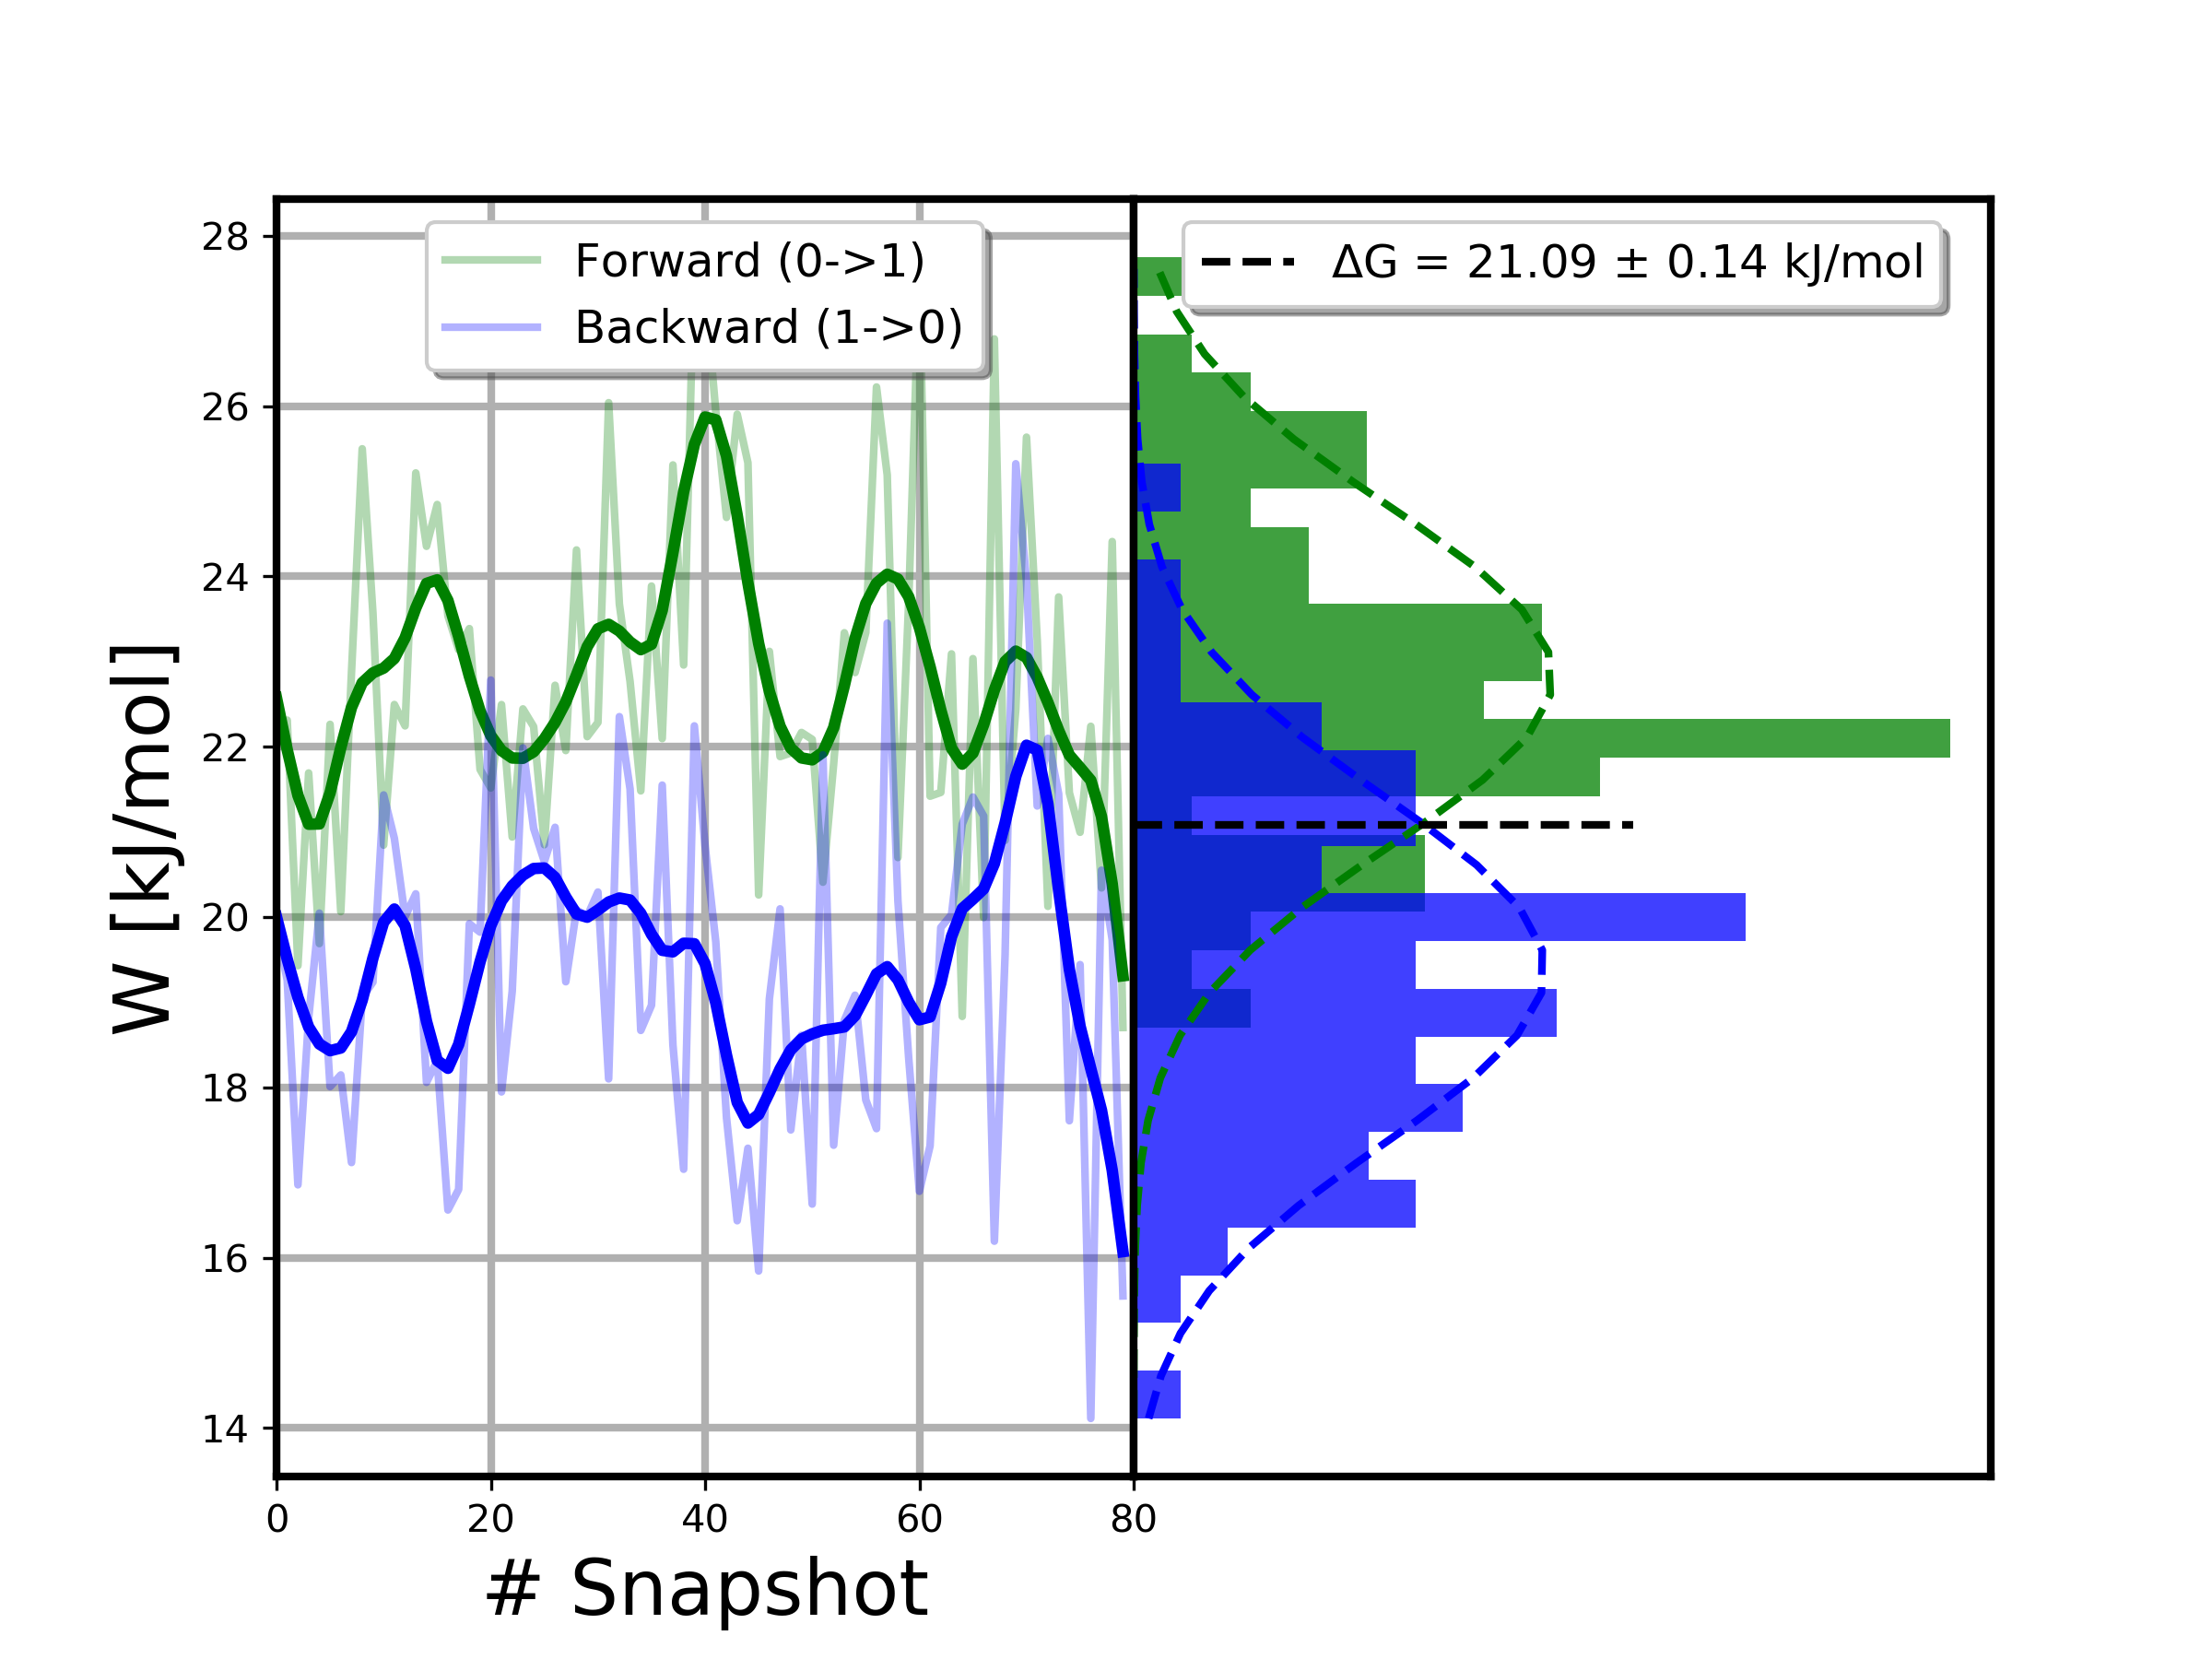 Forward (0->1)
Backward (1->0)
ΔG = 21.09 ± 0.14 kJ/mol
W [kJ/mol]
28
26
24
22
20
18
16
14
0 20 40 60 80
# Snapshot